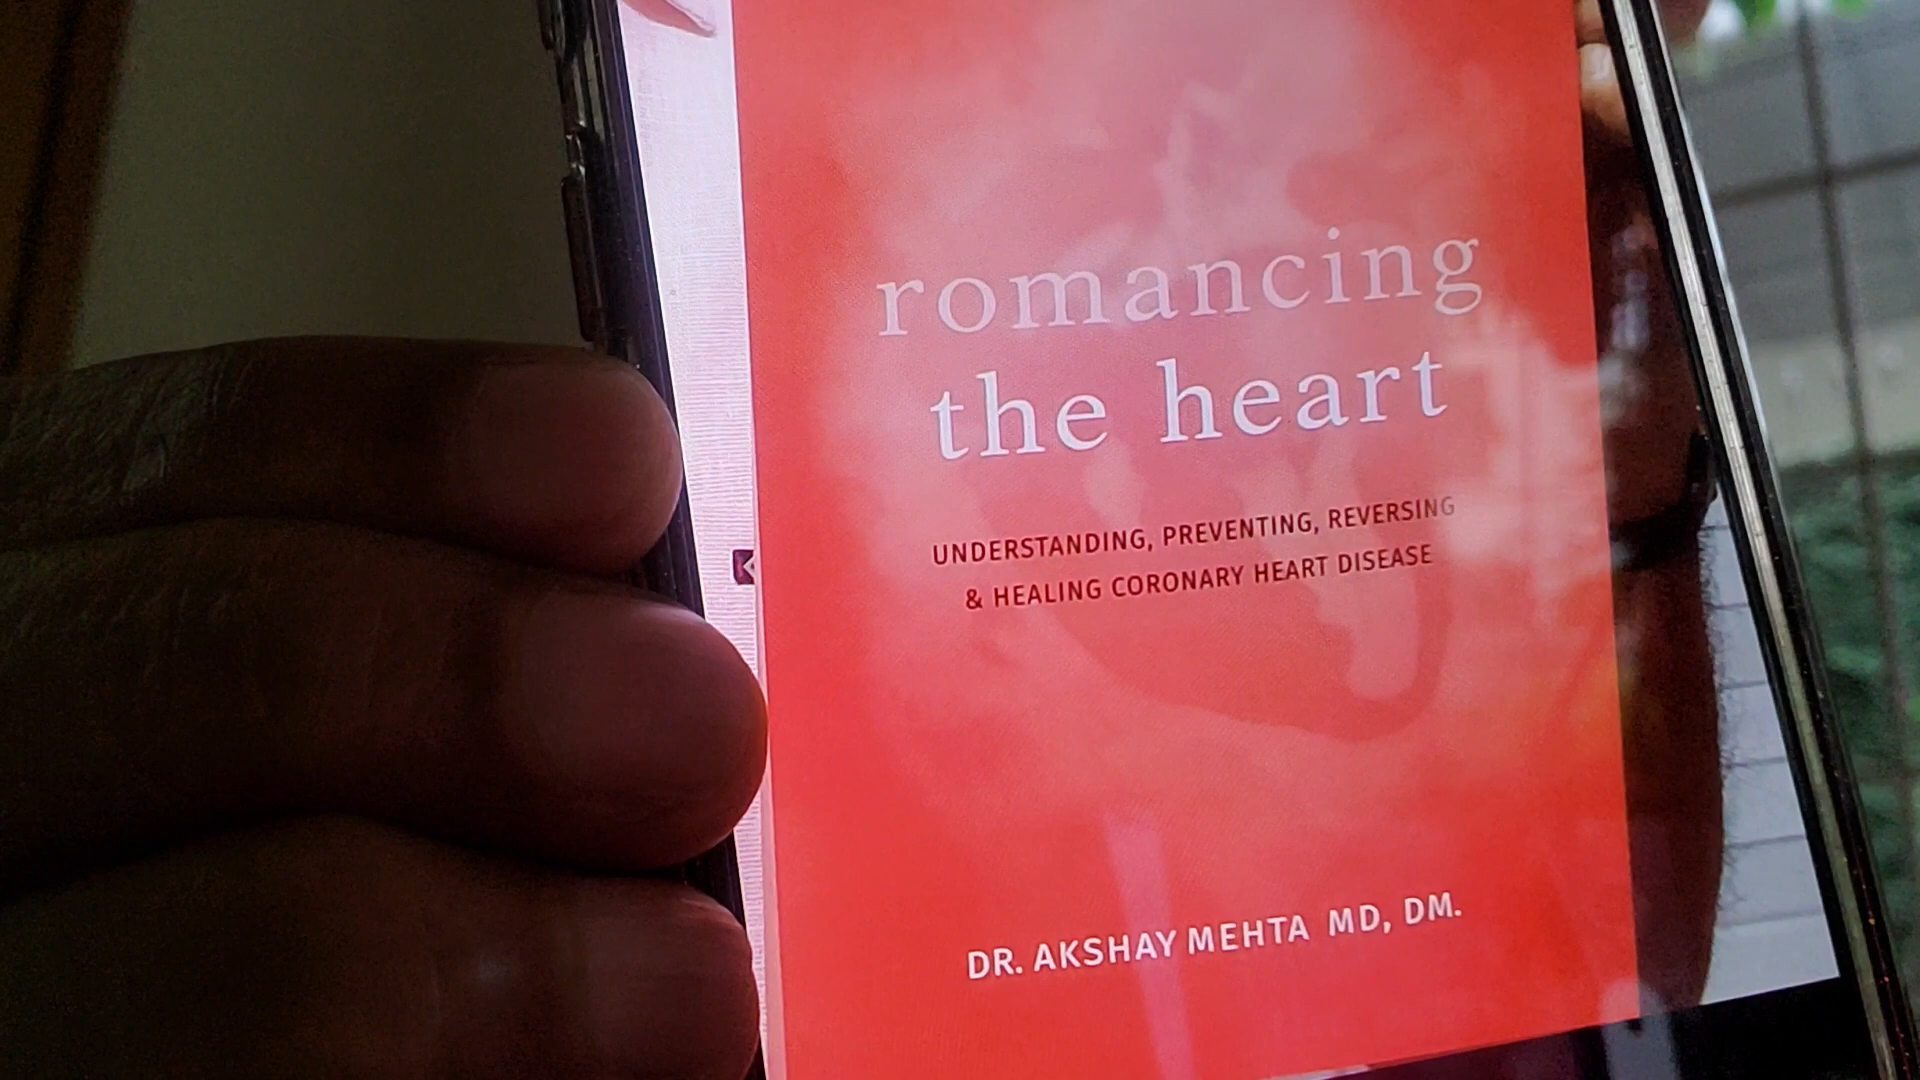 romancing
the heart
UNDERSTANDING, PREVENTING, REVERSING
& HEALING CORONARY HEART DISEASE
DR. AKSHAY MEHTA MD, DM.